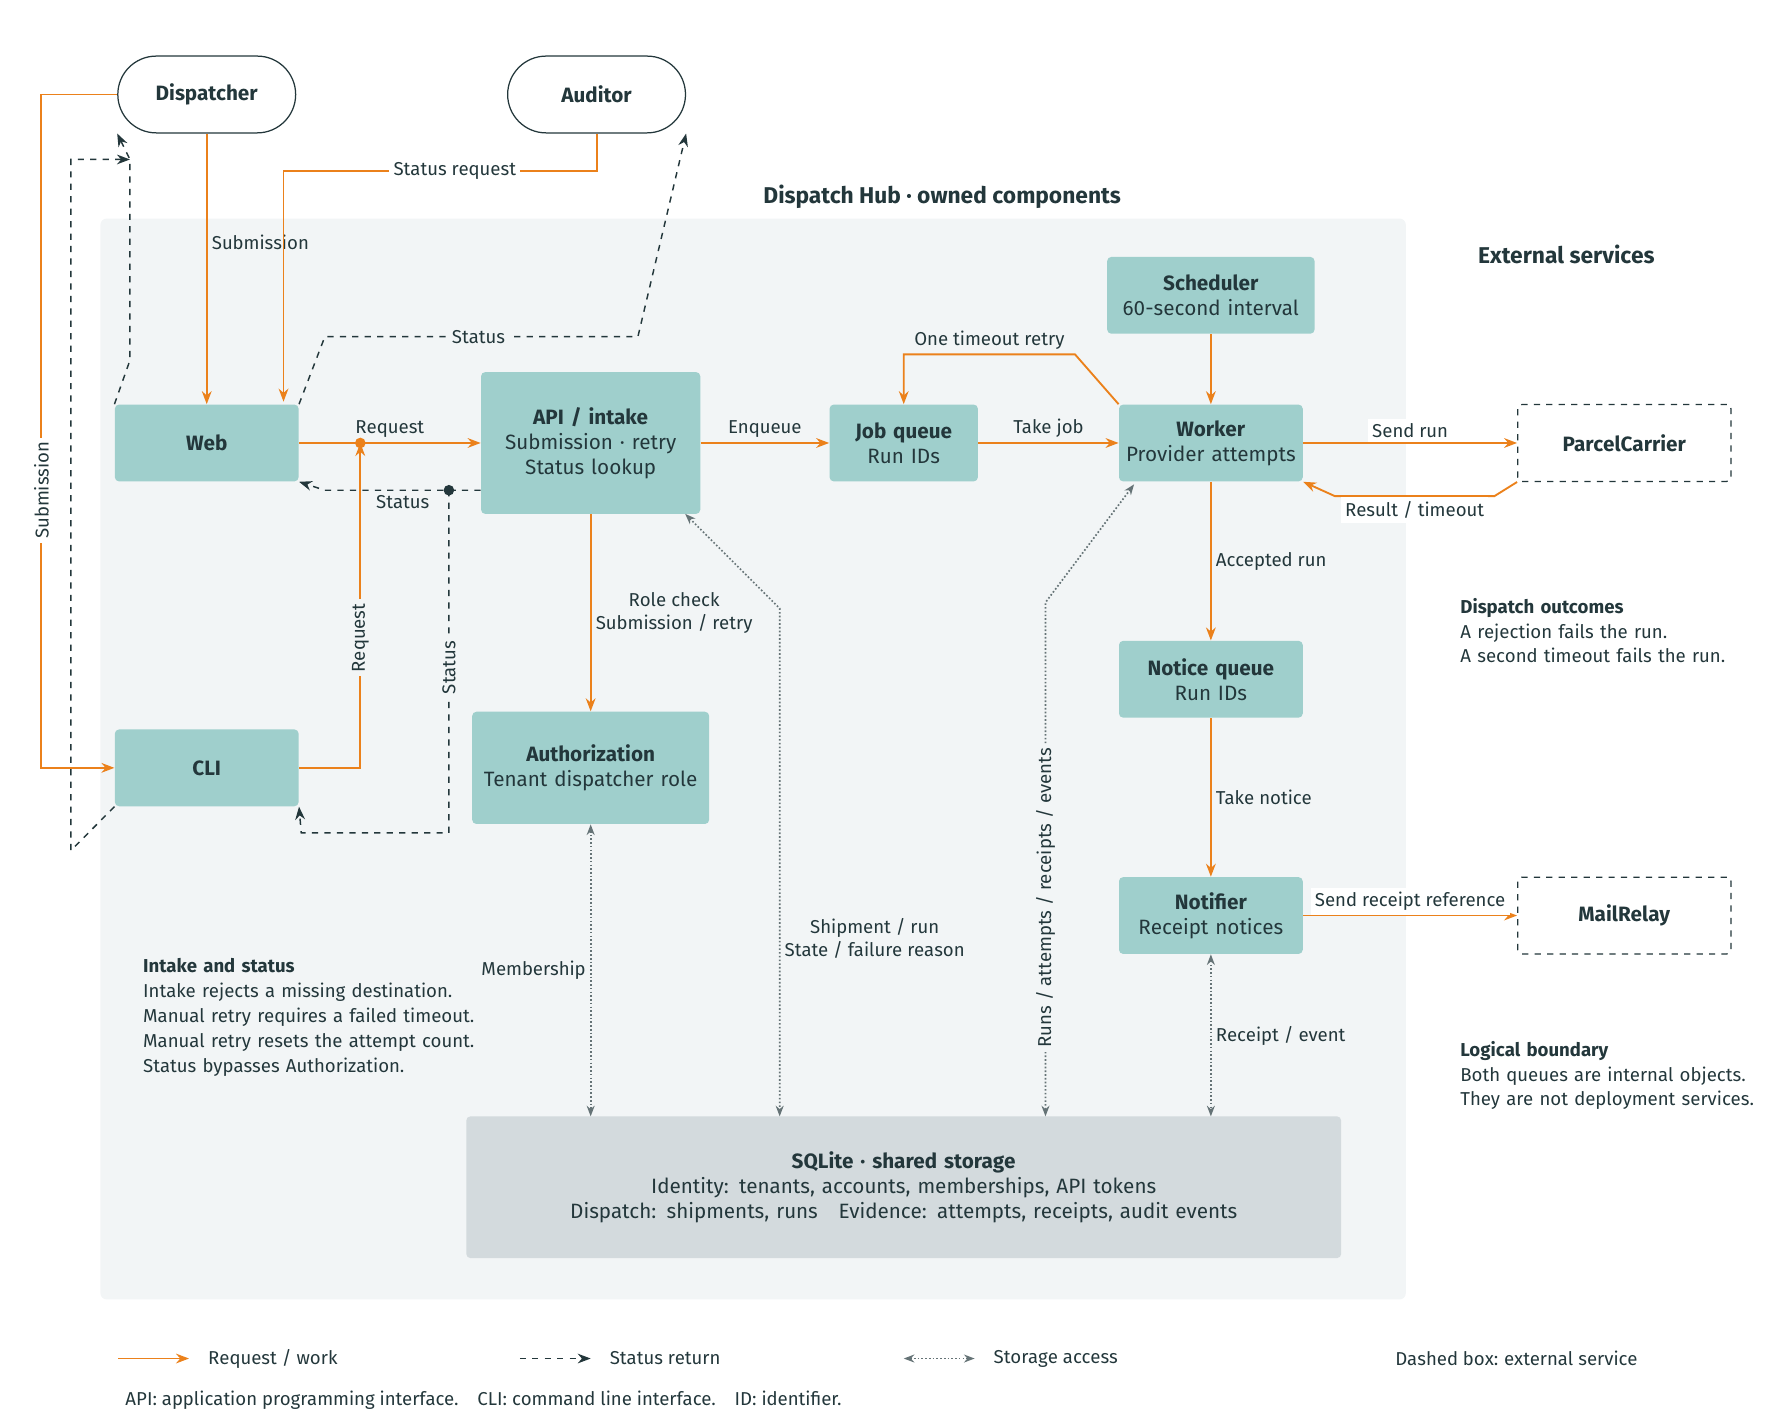 Dispatcher
Auditor
Status request
Dispatch Hub · owned components
Submission
External services
Scheduler
60-second interval
Status
One timeout retry
API / intake
Submission · retry
Status lookup
Request
Web
Enqueue
Job queue
Run IDs
Take job
Worker
Provider attempts
Send run
ParcelCarrier
Submission
Status
Result / timeout
Accepted run
Role check
Submission / retry
Request
Status
Dispatch outcomes
A rejection fails the run.
A second timeout fails the run.
Notice queue
Run IDs
CLI
Authorization
Tenant dispatcher role
Take notice
Runs / attempts / receipts / events
Notifier
Receipt notices
Send receipt reference
MailRelay
Shipment / run
State / failure reason
Membership
Intake and status
Intake rejects a missing destination.
Manual retry requires a failed timeout.
Manual retry resets the attempt count.
Status bypasses Authorization.
Receipt / event
Logical boundary
Both queues are internal objects.
They are not deployment services.
SQLite · shared storage
Identity: tenants, accounts, memberships, API tokens
Dispatch: shipments, runs Evidence: attempts, receipts, audit events
Request / work
Status return
Storage access
Dashed box: external service
API: application programming interface. CLI: command line interface. ID: identifier.